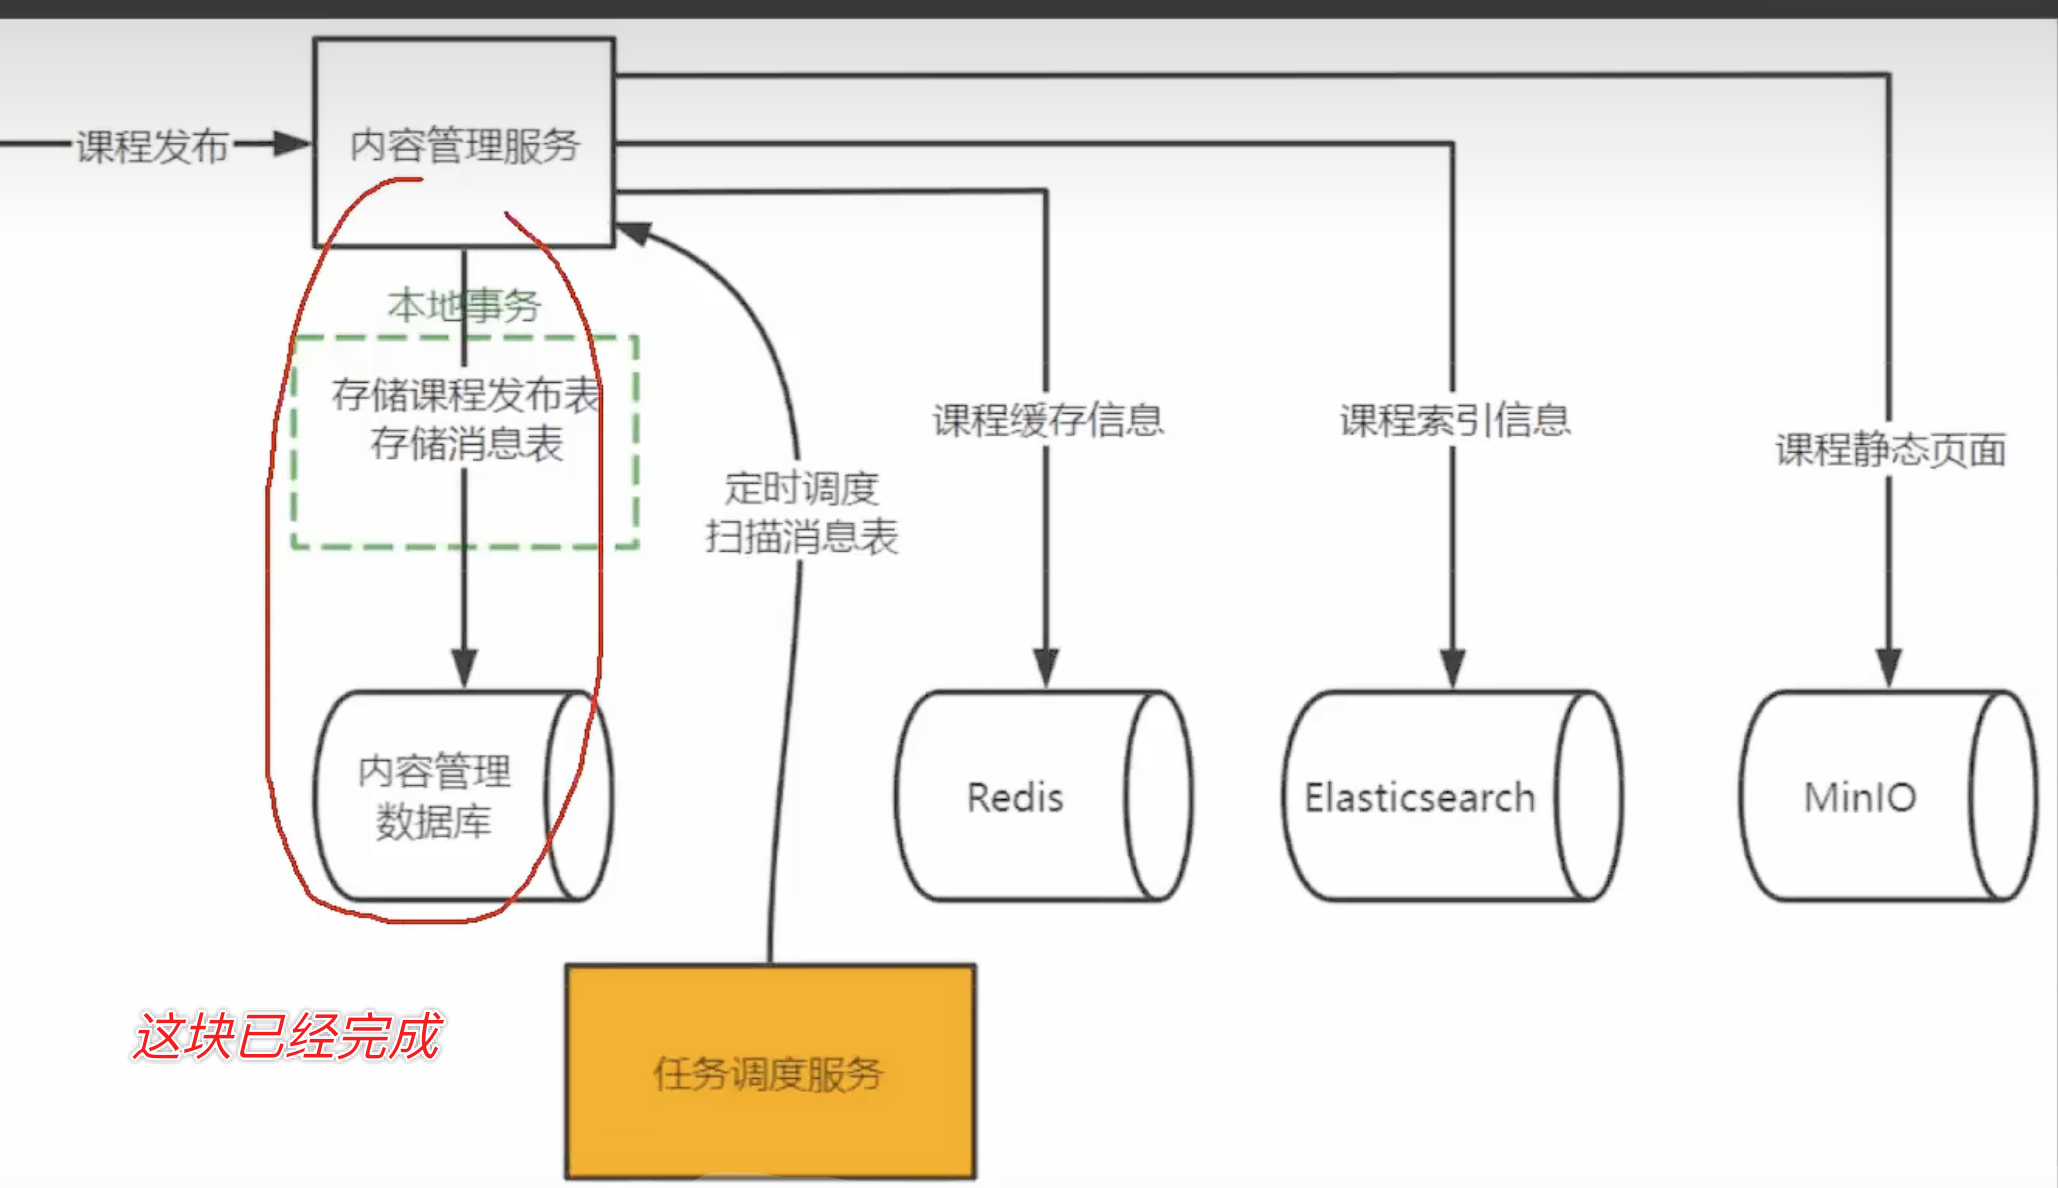 课程发布
内容管理服务
本地事务
存储课程发布表
存储消息表
定时调度
扫描消息表
课程缓存信息
课程索引信息
课程静态页面
内容管理
数据库
Redis
Elasticsearch
MinIO
这块已经完成
任务调度服务